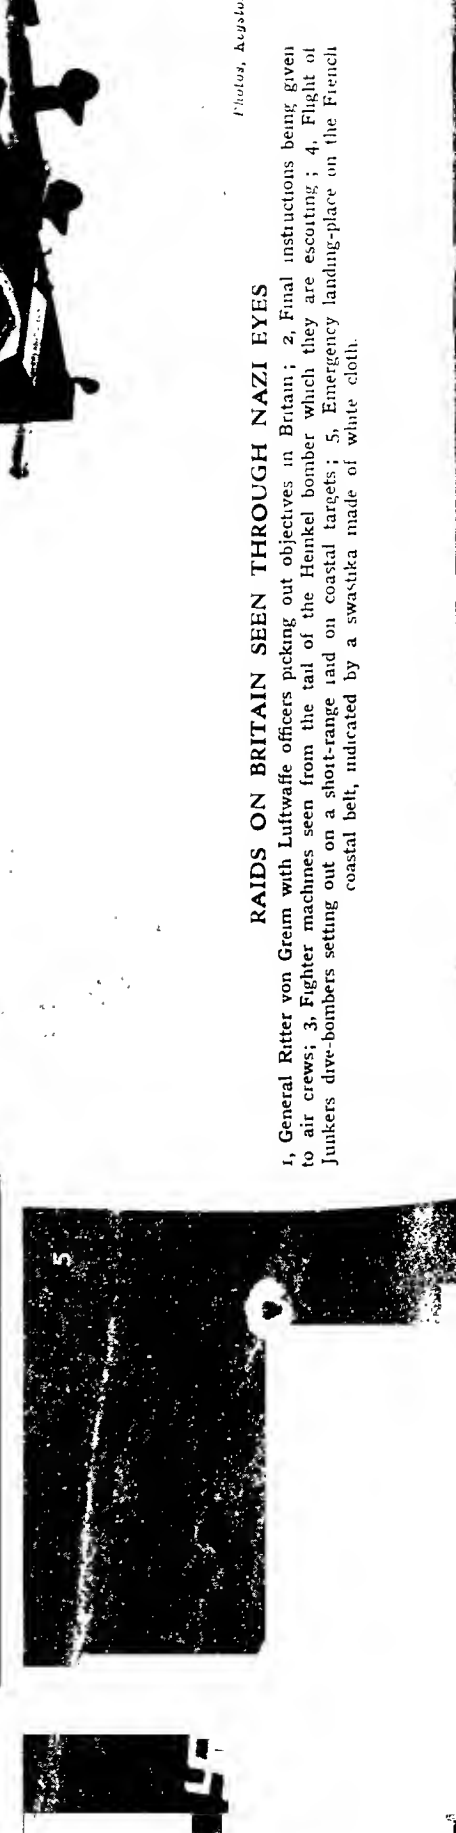 Photos, Keysto
RAIDS ON BRITAIN SEEN THROUGH NAZI EYES
1, General Ritter von Greim with Luftwaffe officers picking out objectives in Britain; 2, Final instructions being given
to air crews; 3, Fighter machines seen from the tail of the Heinkel bomber which they are escorting; 4, Flight of
Junkers dive-bombers setting out on a short-range raid on coastal targets; 5, Emergency landing-place on the French
coastal belt, indicated by a swastika made of white cloth.
5